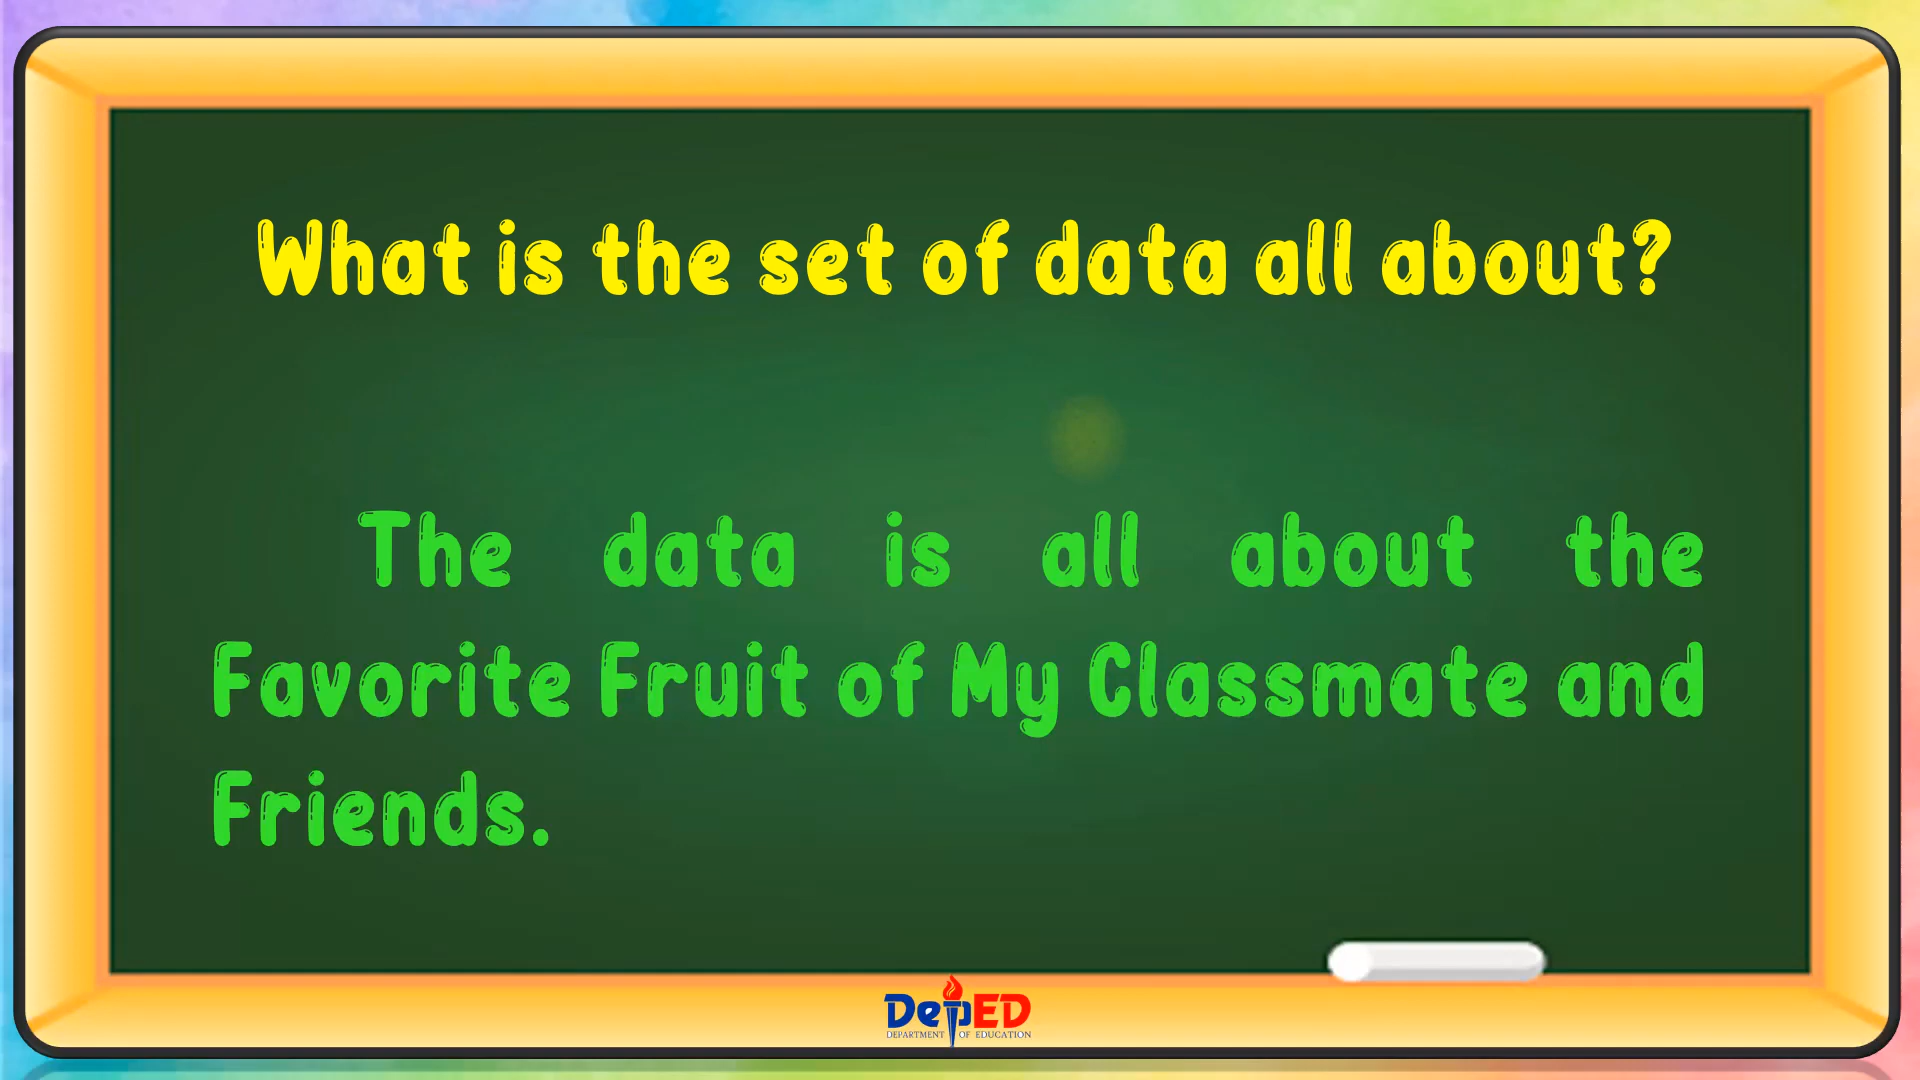 What is the set of data all about?
The data is all about the
Favorite Fruit of My Classmate and
Friends.
DepED
DEPARTMENT OF EDUCATION